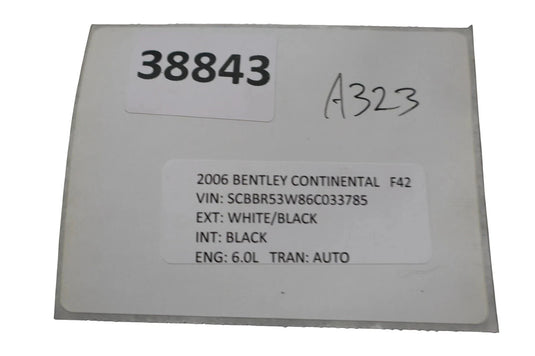 38843
A323
2006 BENTLEY CONTINENTAL F42
VIN: SCBBR53W86C033785
EXT: WHITE/BLACK
INT: BLACK
ENG: 6.0L TRAN: AUTO